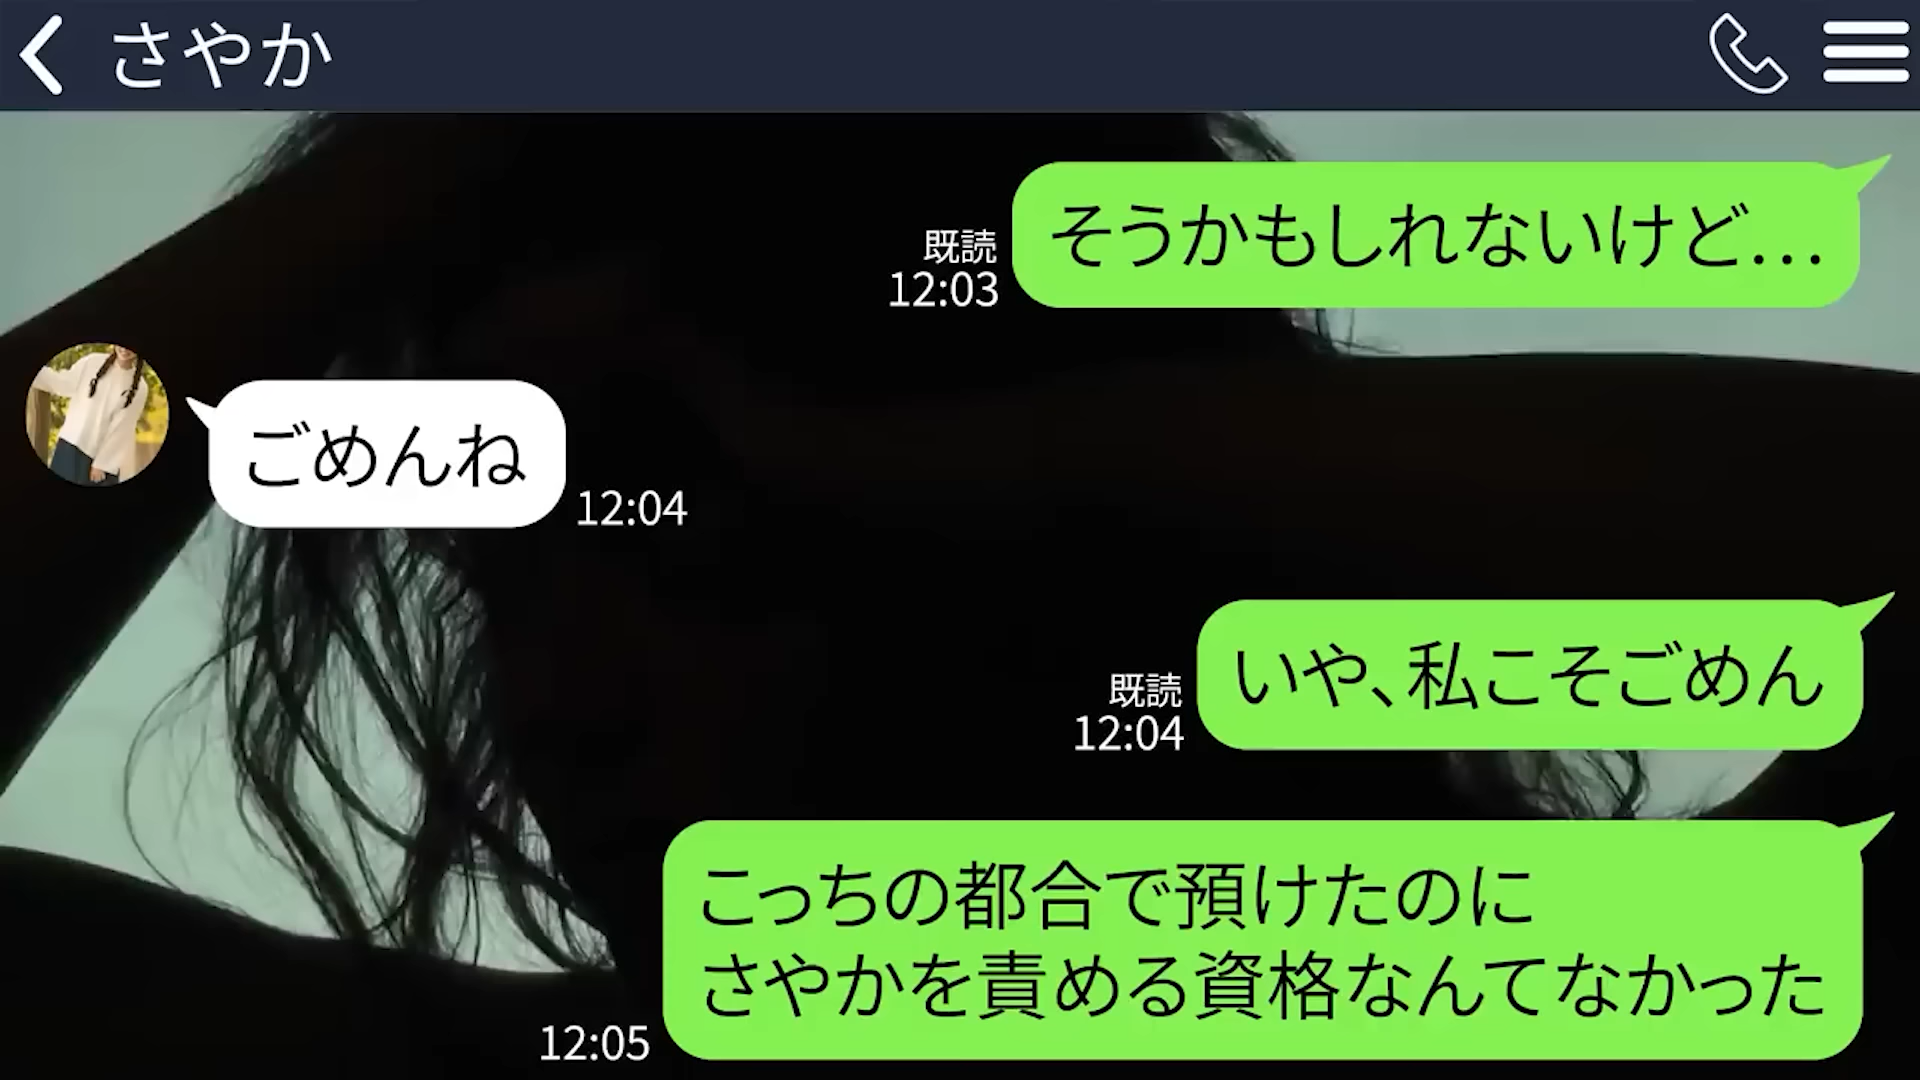 さやか
そうかもしれないけど...
既読
12:03
ごめんね
12:04
いや、私こそごめん
既読
12:04
こっちの都合で預けたのに
さやかを責める資格なんてなかった
12:05